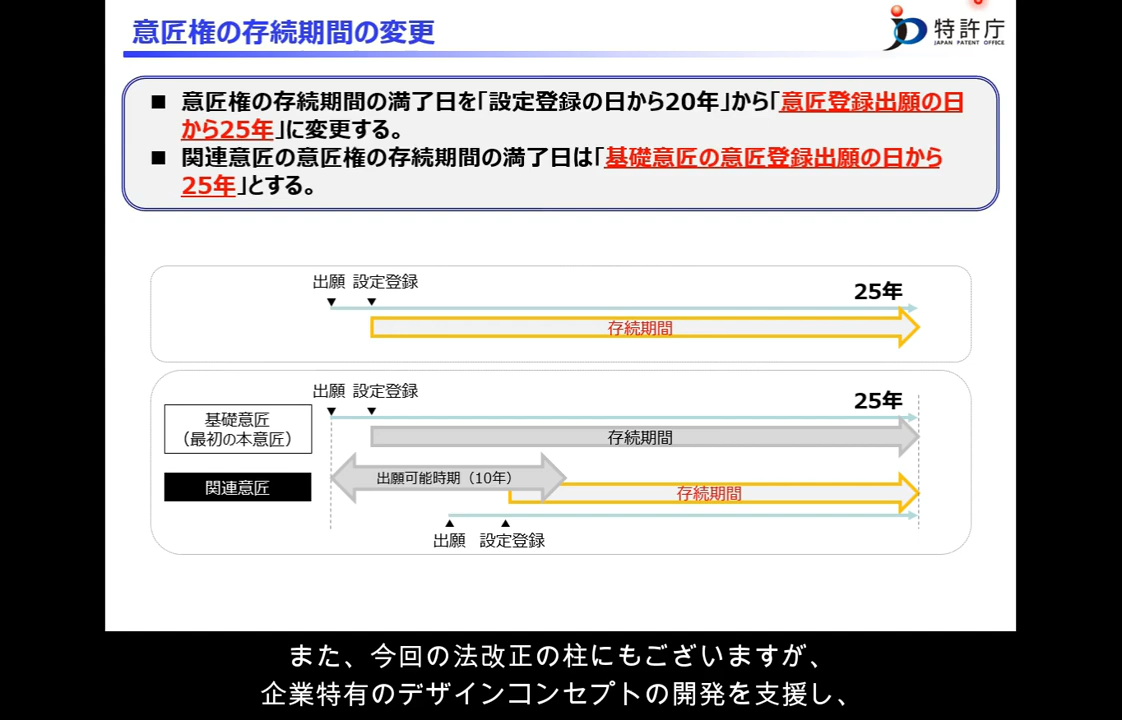 意匠権の存続期間の変更
特許庁
JAPAN PATENT OFFICE
■ 意匠権の存続期間の満了日を「設定登録の日から20年」から「意匠登録出願の日
から25年」に変更する。
■ 関連意匠の意匠権の存続期間の満了日は「基礎意匠の意匠登録出願の日から
25年」とする。
出願 設定登録
25年
存続期間
出願 設定登録
25年
基礎意匠
（最初の本意匠）
存続期間
出願可能時期（10年）
関連意匠
存続期間
出願 設定登録
また、今回の法改正の柱にもございますが、
企業特有のデザインコンセプトの開発を支援し、